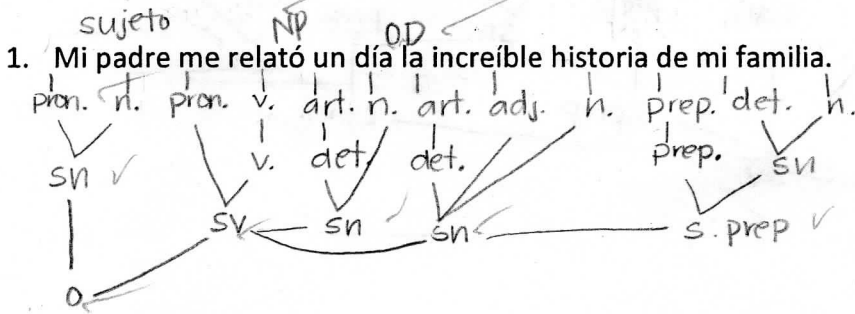 sujeto NP OD
1. Mi padre me relató un día la increíble historia de mi familia.
pron. n. pron. v. art. n. art. adj. n. prep. det. n.
v. det. det. prep.
sn sn
sv sn sn s. prep
O